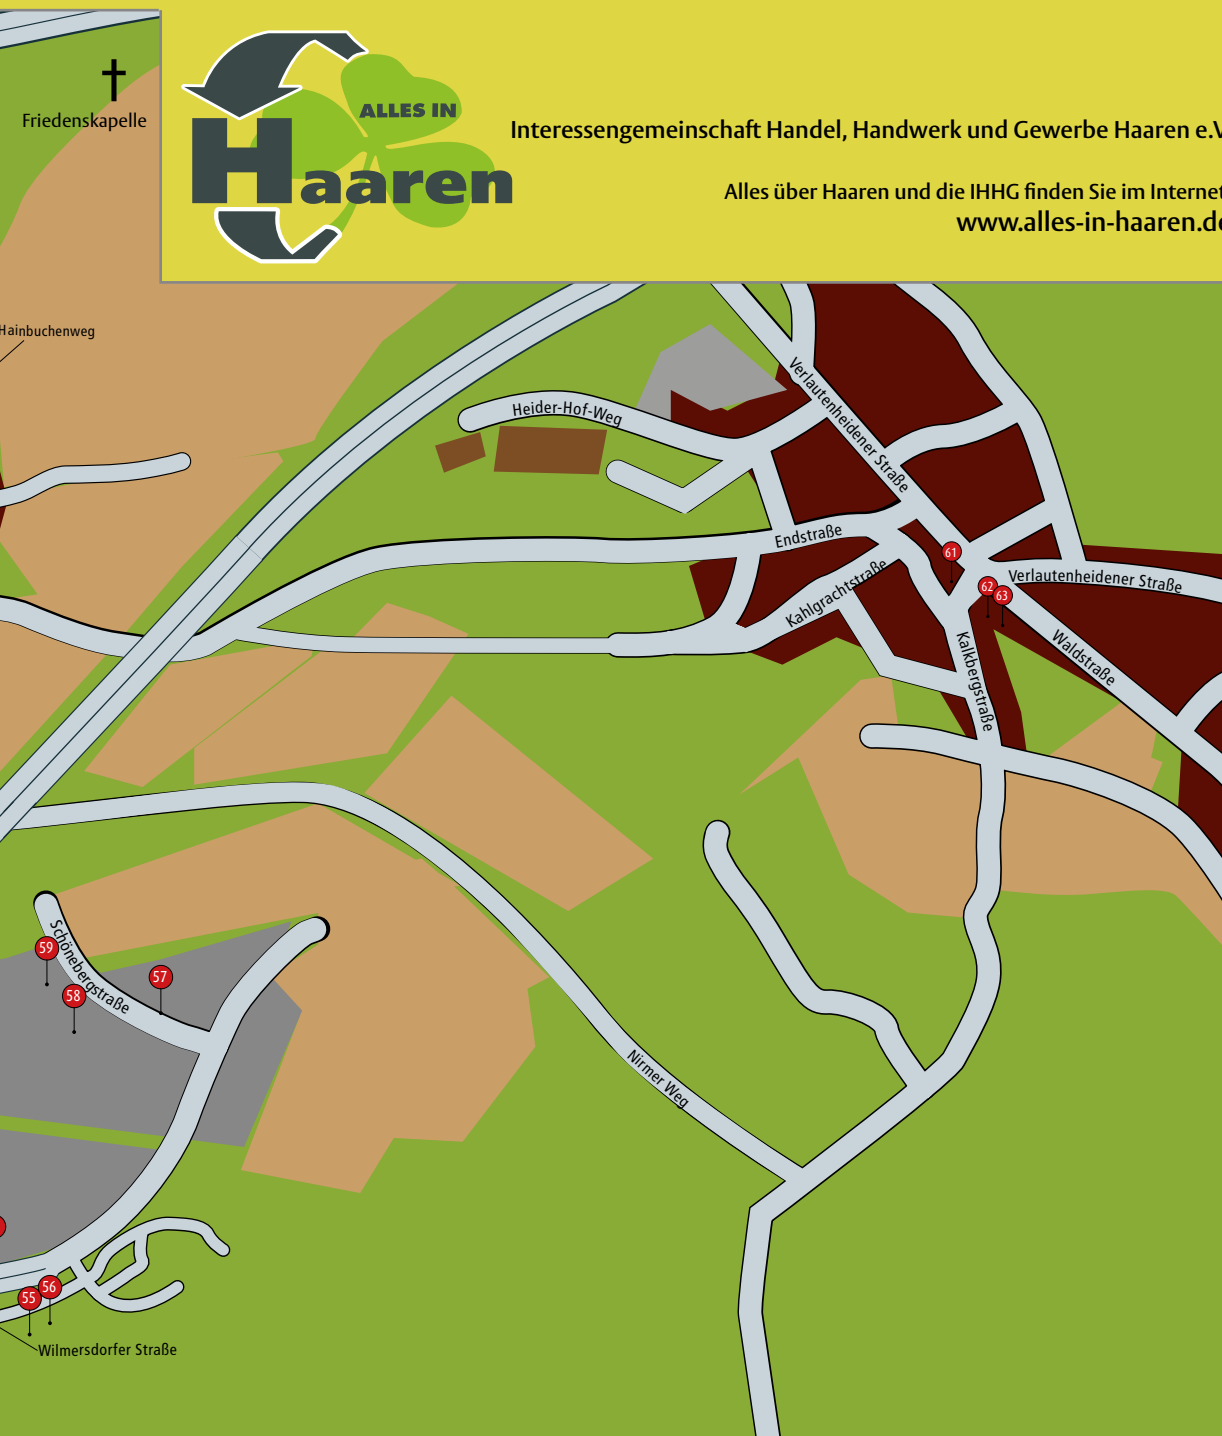 Friedenskapelle
ALLES IN
Haaren
Interessengemeinschaft Handel, Handwerk und Gewerbe Haaren e.V
Alles über Haaren und die IHHG finden Sie im Internet
www.alles-in-haaren.de
Hainbuchenweg
Heider-Hof-Weg
Verlautenheidener Straße
Endstraße
Kahlgrachtstraße
61
Verlautenheidener Straße
62
63
Waldstraße
Kalkbergstraße
59
Schönebergstraße
57
58
Nirmer Weg
56
55
Wilmersdorfer Straße